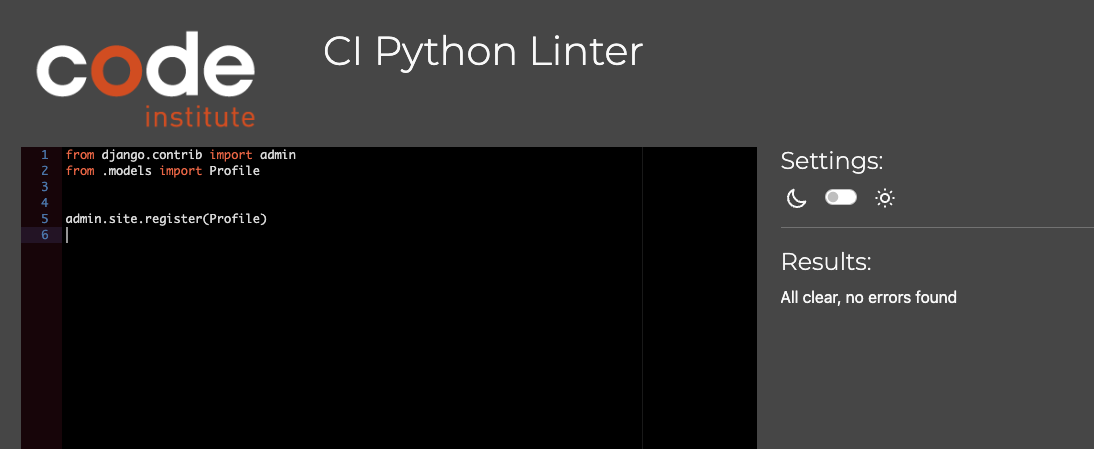 code
institute
CI Python Linter
1 from django.contrib import admin
2 from .models import Profile
3
4
5 admin.site.register(Profile)
6
Settings:
Results:
All clear, no errors found